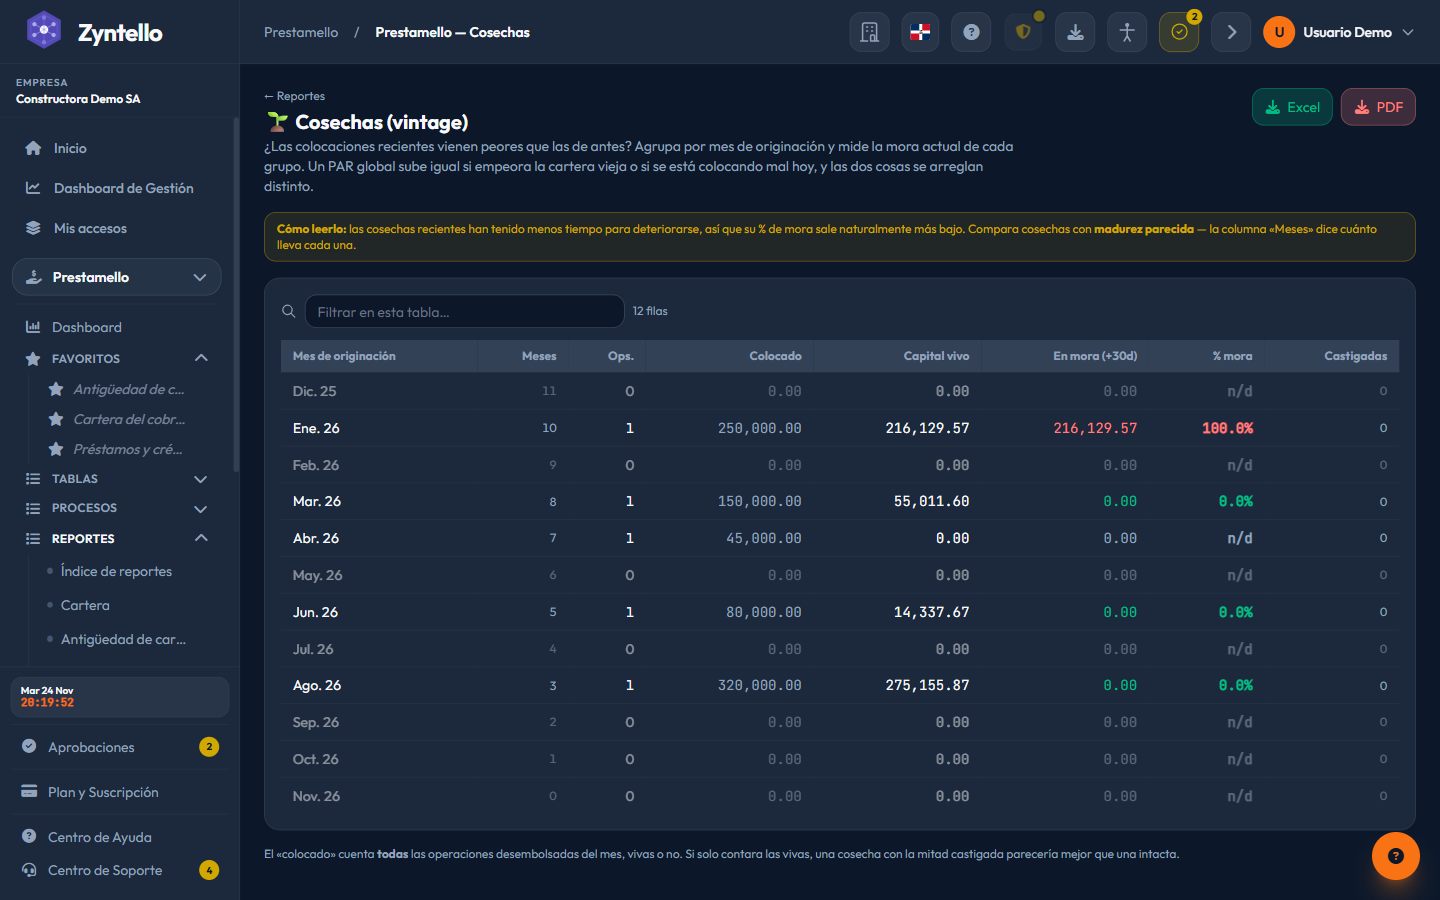 Zyntello
Prestamello / Prestamello — Cosechas
2
U Usuario Demo
EMPRESA
Constructora Demo SA
Inicio
Dashboard de Gestión
Mis accesos
Prestamello
Dashboard
FAVORITOS
Antigüedad de c...
Cartera del cobr...
Préstamos y cré...
TABLAS
PROCESOS
REPORTES
Índice de reportes
Cartera
Antigüedad de car...
Mar 24 Nov
20:19:52
Aprobaciones 2
Plan y Suscripción
Centro de Ayuda
Centro de Soporte 4
← Reportes
Cosechas (vintage)
¿Las colocaciones recientes vienen peores que las de antes? Agrupa por mes de originación y mide la mora actual de cada
grupo. Un PAR global sube igual si empeora la cartera vieja o si se está colocando mal hoy, y las dos cosas se arreglan
distinto.
Excel
PDF
Cómo leerlo: las cosechas recientes han tenido menos tiempo para deteriorarse, así que su % de mora sale naturalmente más bajo. Compara cosechas con madurez parecida — la columna «Meses» dice cuánto
lleva cada una.
Filtrar en esta tabla... 12 filas
Mes de originación Meses Ops. Colocado Capital vivo En mora (+30d) % mora Castigadas
Dic. 25 11 0 0.00 0.00 0.00 n/d 0
Ene. 26 10 1 250,000.00 216,129.57 216,129.57 100.0% 0
Feb. 26 9 0 0.00 0.00 0.00 n/d 0
Mar. 26 8 1 150,000.00 55,011.60 0.00 0.0% 0
Abr. 26 7 1 45,000.00 0.00 0.00 n/d 0
May. 26 6 0 0.00 0.00 0.00 n/d 0
Jun. 26 5 1 80,000.00 14,337.67 0.00 0.0% 0
Jul. 26 4 0 0.00 0.00 0.00 n/d 0
Ago. 26 3 1 320,000.00 275,155.87 0.00 0.0% 0
Sep. 26 2 0 0.00 0.00 0.00 n/d 0
Oct. 26 1 0 0.00 0.00 0.00 n/d 0
Nov. 26 0 0 0.00 0.00 0.00 n/d 0
El «colocado» cuenta todas las operaciones desembolsadas del mes, vivas o no. Si solo contara las vivas, una cosecha con la mitad castigada parecería mejor que una intacta.